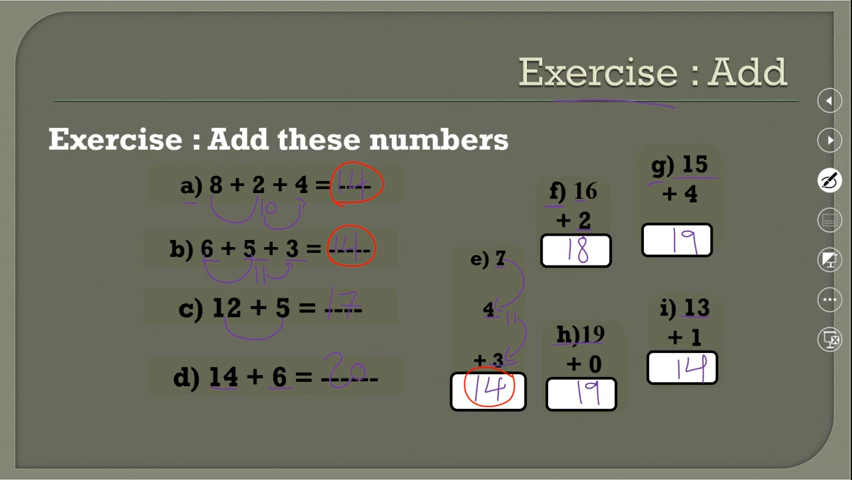 Exercise : Add
Exercise : Add these numbers
a) 8 + 2 + 4 = 14
10
b) 6 + 5 + 3 = 14
11
c) 12 + 5 = 17
d) 14 + 6 = 20
e) 7
4
11
+ 3
14
f) 16
+ 2
18
g) 15
+ 4
19
h)19
+ 0
19
i) 13
+ 1
14